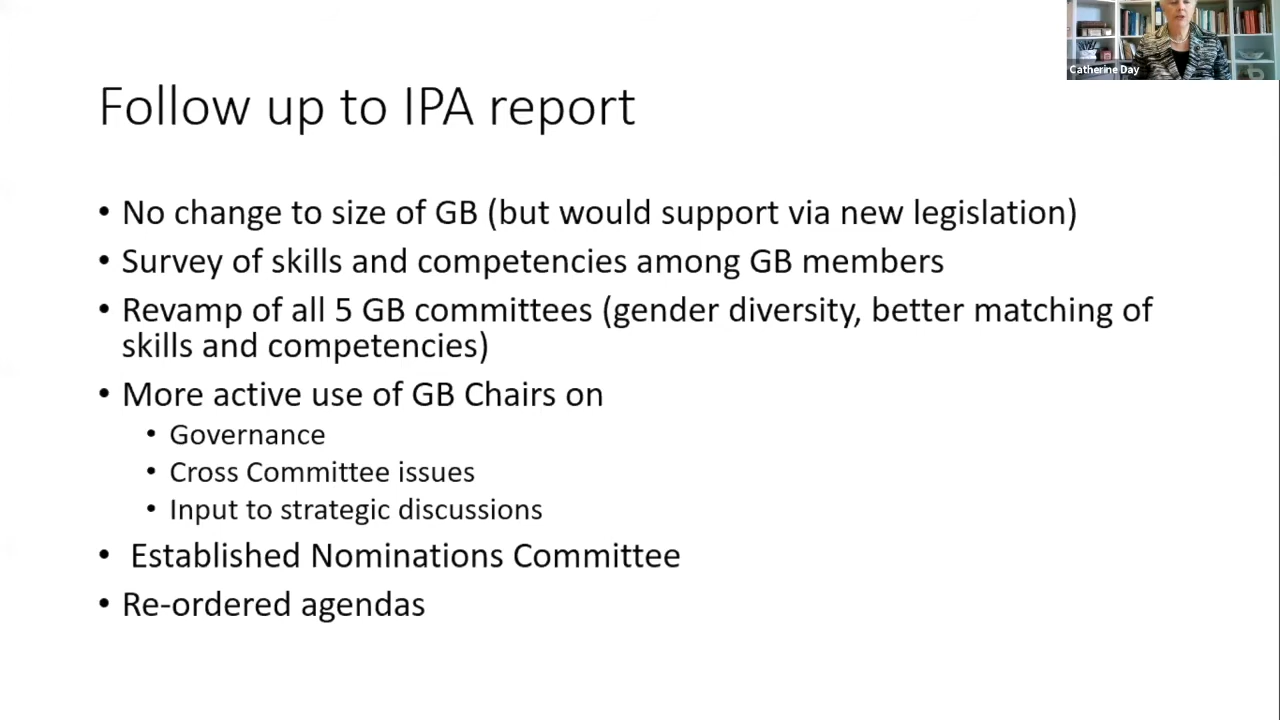 Catherine Day
Follow up to IPA report
• No change to size of GB (but would support via new legislation)
• Survey of skills and competencies among GB members
• Revamp of all 5 GB committees (gender diversity, better matching of
skills and competencies)
• More active use of GB Chairs on
• Governance
• Cross Committee issues
• Input to strategic discussions
• Established Nominations Committee
• Re-ordered agendas